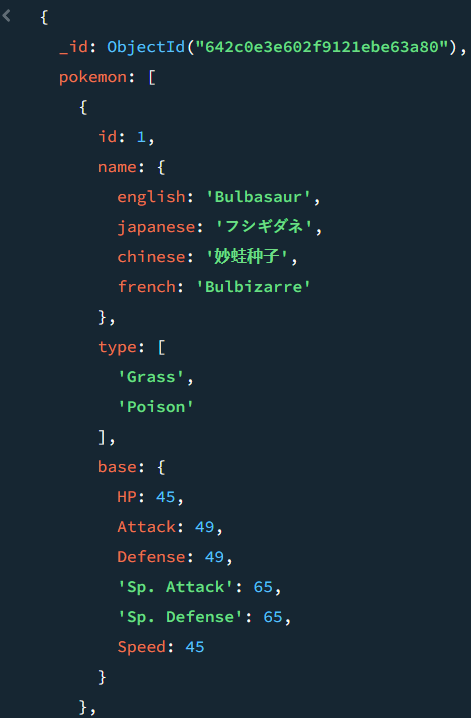 {
_id: ObjectId("642c0e3e602f9121ebe63a80"),
pokemon: [
{
id: 1,
name: {
english: 'Bulbasaur',
japanese: 'フシギダネ',
chinese: '妙蛙种子',
french: 'Bulbizarre'
},
type: [
'Grass',
'Poison'
],
base: {
HP: 45,
Attack: 49,
Defense: 49,
'Sp. Attack': 65,
'Sp. Defense': 65,
Speed: 45
}
},